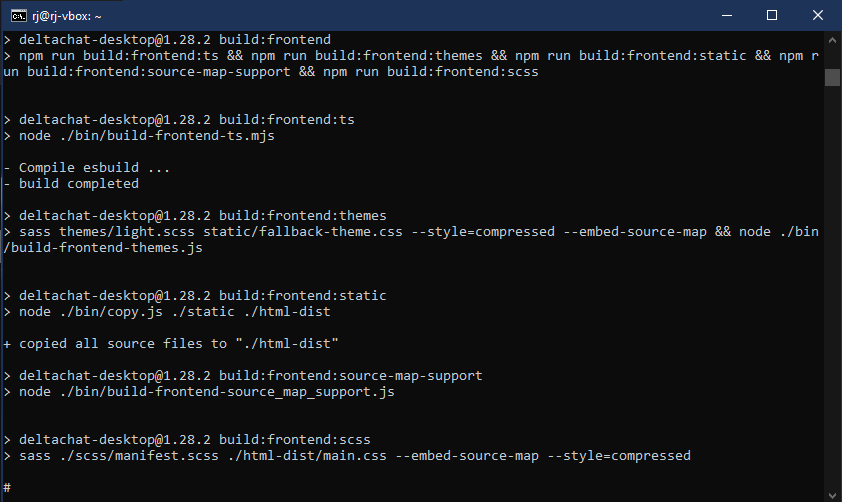 rj@rj-vbox: ~
> deltachat-desktop@1.28.2 build:frontend
> npm run build:frontend:ts && npm run build:frontend:themes && npm run build:frontend:static && npm r
un build:frontend:source-map-support && npm run build:frontend:scss
> deltachat-desktop@1.28.2 build:frontend:ts
> node ./bin/build-frontend-ts.mjs
- Compile esbuild ...
- build completed
> deltachat-desktop@1.28.2 build:frontend:themes
> sass themes/light.scss static/fallback-theme.css --style=compressed --embed-source-map && node ./bin
/build-frontend-themes.js
> deltachat-desktop@1.28.2 build:frontend:static
> node ./bin/copy.js ./static ./html-dist
+ copied all source files to "./html-dist"
> deltachat-desktop@1.28.2 build:frontend:source-map-support
> node ./bin/build-frontend-source_map_support.js
> deltachat-desktop@1.28.2 build:frontend:scss
> sass ./scss/manifest.scss ./html-dist/main.css --embed-source-map --style=compressed
#